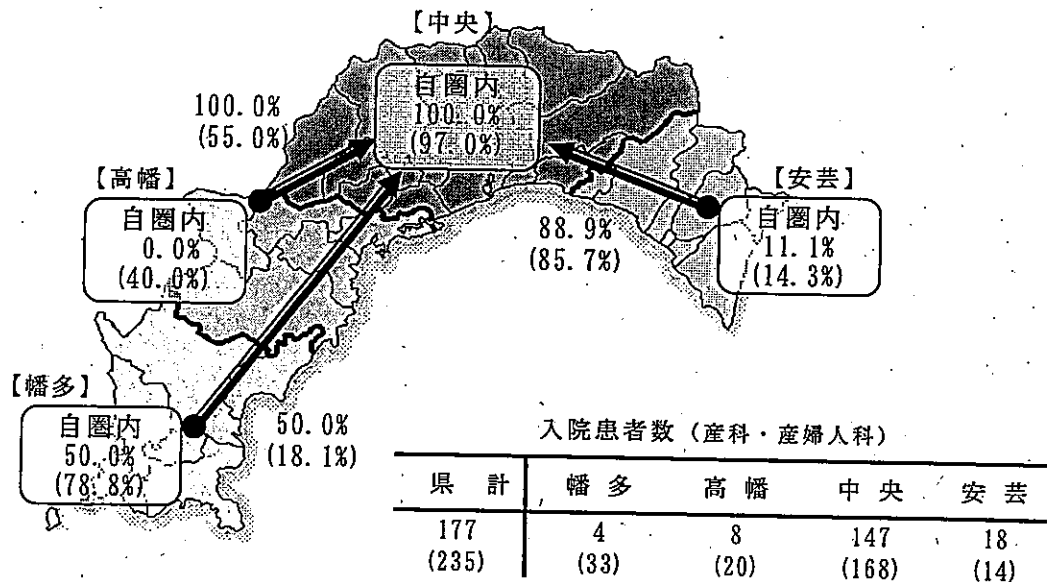 【中央】
自圏内
100.0%
(97.0%)
100.0%
(55.0%)
【高幡】
自圏内
0.0%
(40.0%)
【安芸】
自圏内
11.1%
(14.3%)
88.9%
(85.7%)
【幡多】
自圏内
50.0%
(78.8%)
50.0%
(18.1%)
入院患者数（産科・産婦人科）
県計 幡多 高幡 中央 安芸
177 4 8 147 18
(235) (33) (20) (168) (14)